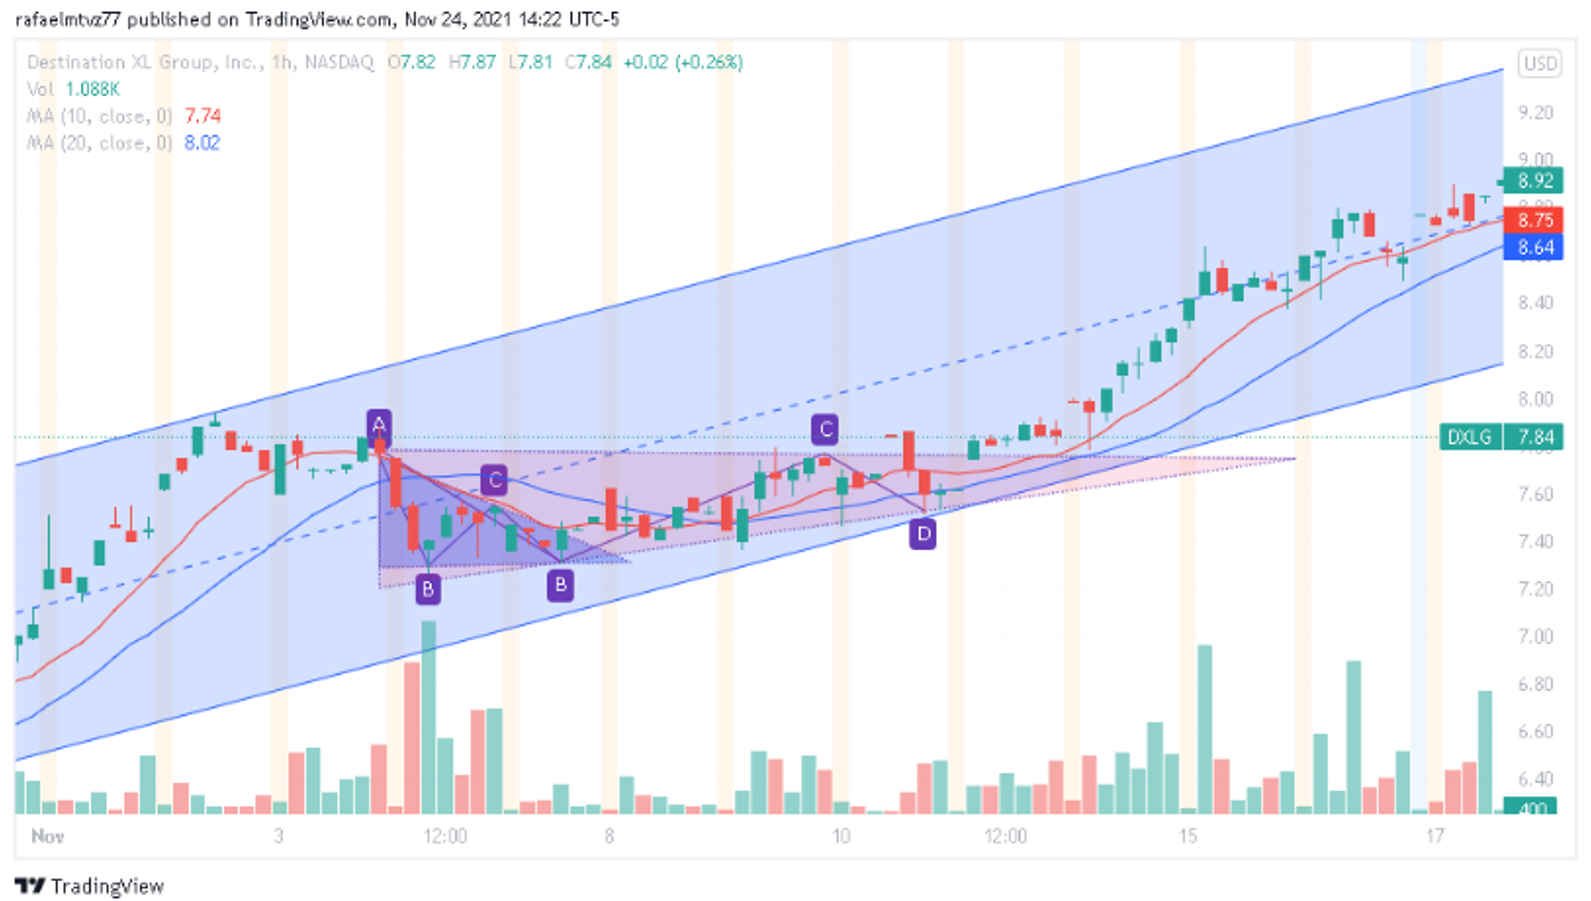 rafaelmtvz77 published on TradingView.com, Nov 24, 2021 14:22 UTC-5
Destination XL Group, Inc., 1h, NASDAQ O7.82 H7.87 L7.81 C7.84 +0.02 (+0.26%)
USD
Vol 1.088K
MA (10, close, 0) 7.74
MA (20, close, 0) 8.02
9.20
9.00
8.92
8.75
8.64
8.40
8.20
8.00
DXLG 7.84
7.60
7.40
7.20
7.00
6.80
6.60
6.40
400
A
C
C
D
B
B
Nov 3 12:00 8 10 12:00 15 17
TradingView